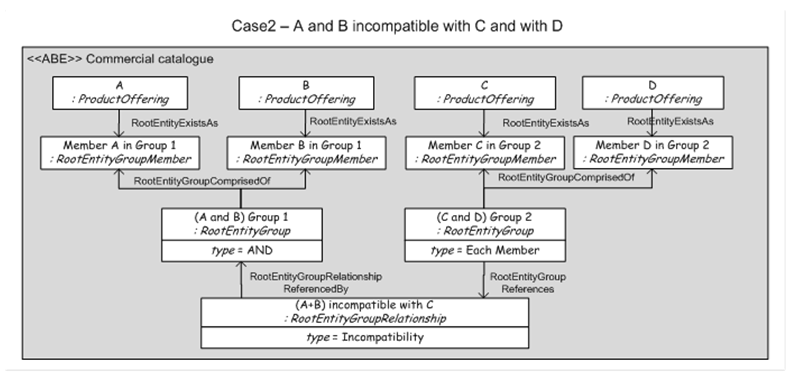 Case2 – A and B incompatible with C and with D
<<ABE>> Commercial catalogue
A
: ProductOffering
B
: ProductOffering
C
: ProductOffering
D
: ProductOffering
RootEntityExistsAs
RootEntityExistsAs
RootEntityExistsAs
RootEntityExistsAs
Member A in Group 1
: RootEntityGroupMember
Member B in Group 1
: RootEntityGroupMember
Member C in Group 2
: RootEntityGroupMember
Member D in Group 2
: RootEntityGroupMember
RootEntityGroupComprisedOf
RootEntityGroupComprisedOf
(A and B) Group 1
: RootEntityGroup
type = AND
(C and D) Group 2
: RootEntityGroup
type = Each Member
RootEntityGroupRelationship
ReferencedBy
RootEntityGroup
References
(A+B) incompatible with C
: RootEntityGroupRelationship
type = Incompatibility